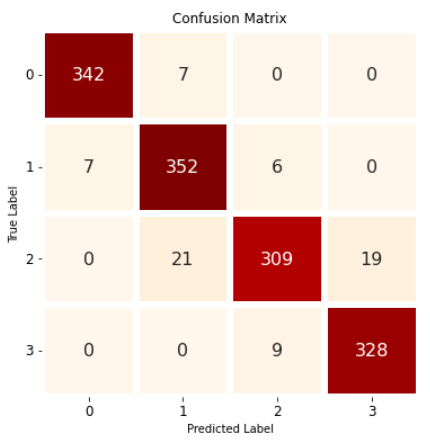 Confusion Matrix
0 342 7 0 0
1 7 352 6 0
True Label
2 0 21 309 19
3 0 0 9 328
0 1 2 3
Predicted Label